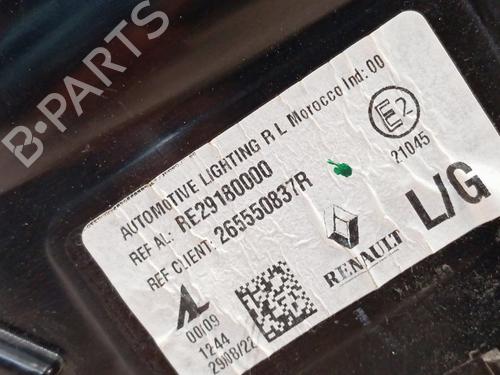 B-PARTS
AUTOMOTIVE LIGHTING R L Morocco Ind: 00
REF AL: RE29180000
REF CLIENT: 265550837R
E2
21045
L/G
RENAULT
AL
00/09
1244
29/08/22